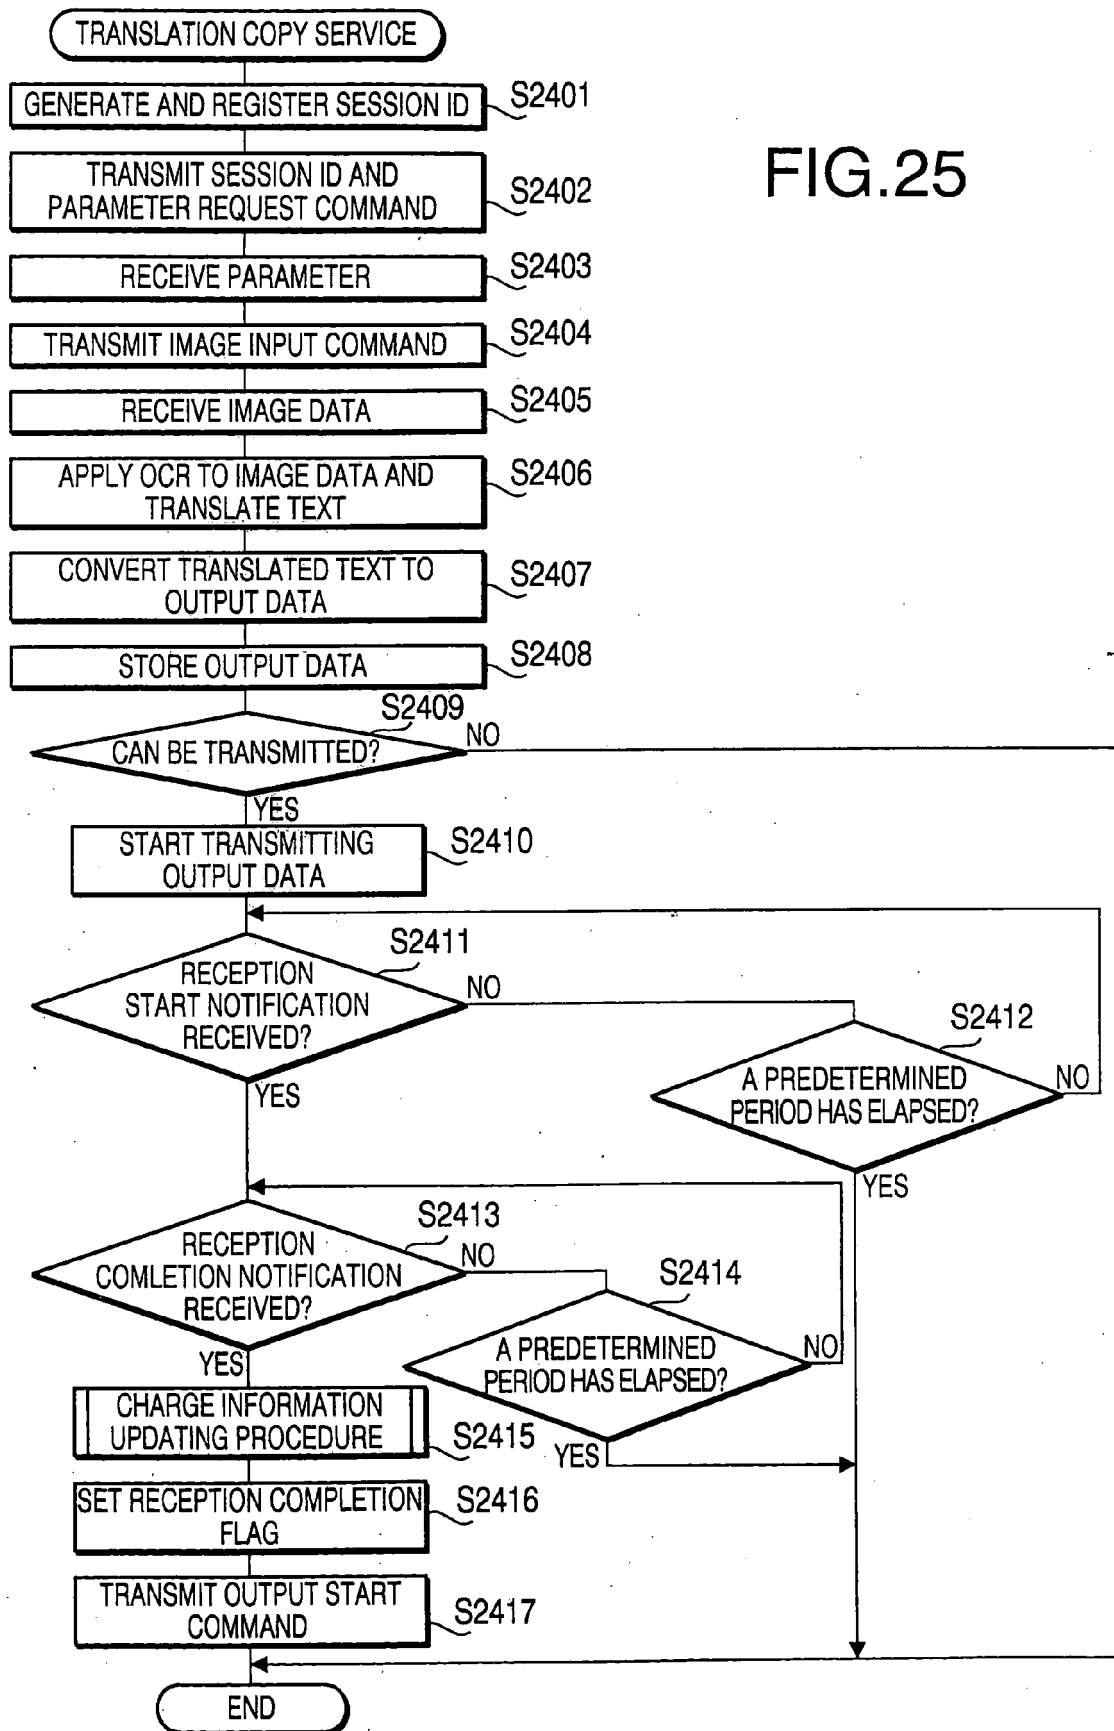 TRANSLATION COPY SERVICE
GENERATE AND REGISTER SESSION ID
S2401
FIG.25
TRANSMIT SESSION ID AND
PARAMETER REQUEST COMMAND
S2402
RECEIVE PARAMETER
S2403
TRANSMIT IMAGE INPUT COMMAND
S2404
RECEIVE IMAGE DATA
S2405
APPLY OCR TO IMAGE DATA AND
TRANSLATE TEXT
S2406
CONVERT TRANSLATED TEXT TO
OUTPUT DATA
S2407
STORE OUTPUT DATA
S2408
S2409
CAN BE TRANSMITTED?
NO
YES
START TRANSMITTING
OUTPUT DATA
S2410
S2411
RECEPTION
START NOTIFICATION
RECEIVED?
NO
YES
S2412
A PREDETERMINED
PERIOD HAS ELAPSED?
NO
YES
S2413
RECEPTION
COMLETION NOTIFICATION
RECEIVED?
NO
YES
S2414
A PREDETERMINED
PERIOD HAS ELAPSED?
NO
YES
CHARGE INFORMATION
UPDATING PROCEDURE
S2415
SET RECEPTION COMPLETION
FLAG
S2416
TRANSMIT OUTPUT START
COMMAND
S2417
END